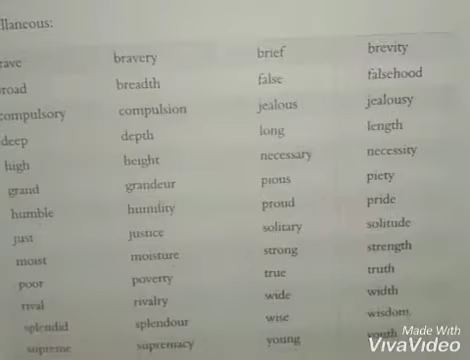 llaneous:
rave bravery brief brevity
road breadth false falsehood
compulsory compulsion jealous jealousy
deep depth long length
high height necessary necessity
grand grandeur pious piety
humble humility proud pride
just justice solitary solitude
moist moisture strong strength
poor poverty true truth
rival rivalry wide width
splendid splendour wise wisdom
supreme supremacy young youth
Made With
VivaVideo